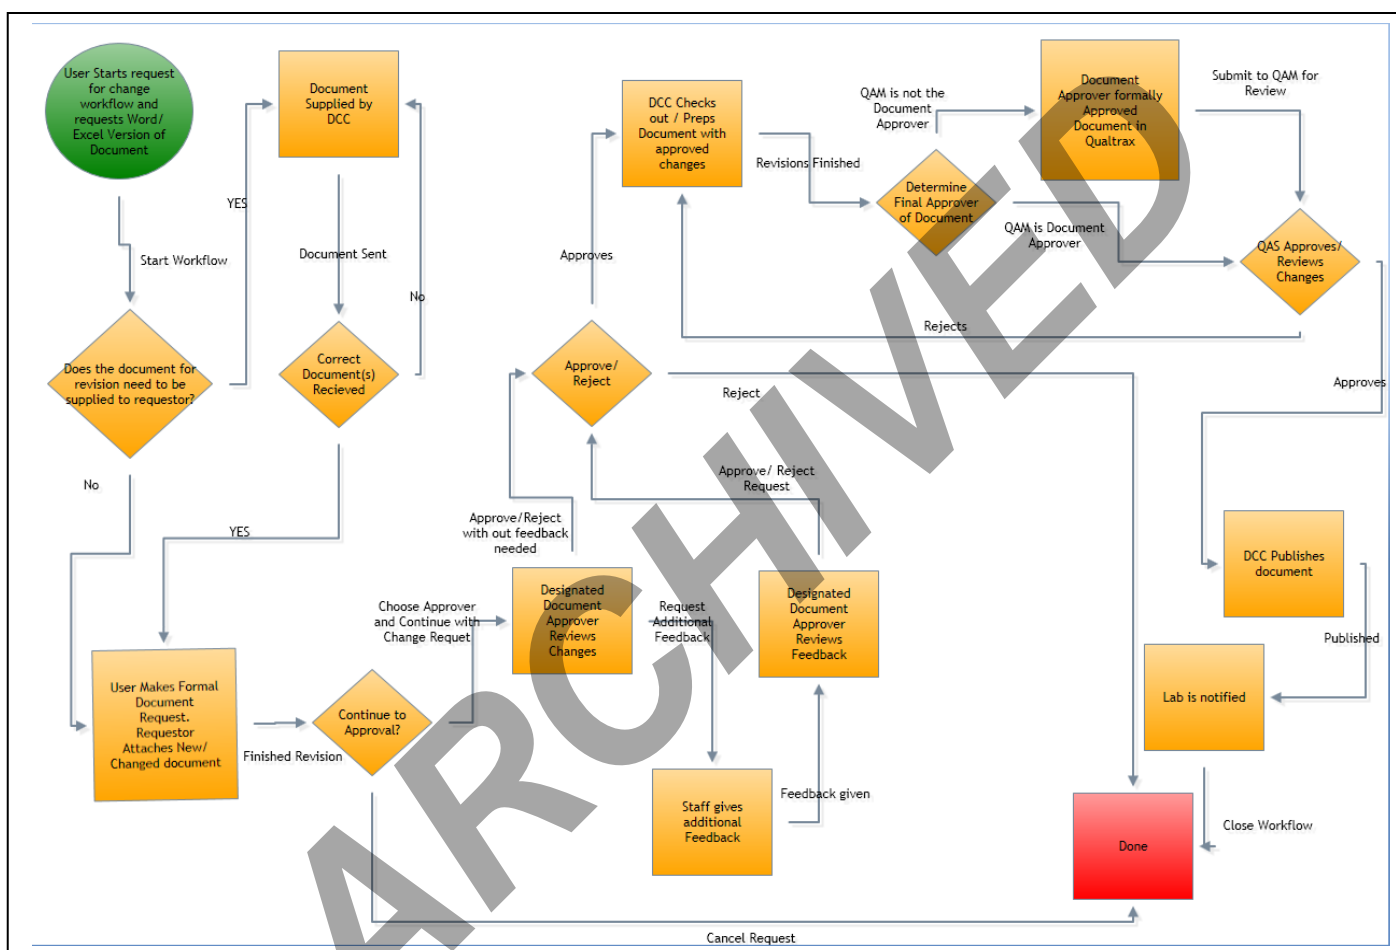 User Starts request
for change
workflow and
requests Word/
Excel Version of
Document
Start Workflow
Does the document for
revision need to be
supplied to requestor?
YES
No
Document
Supplied by
DCC
Document Sent
No
Correct
Document(s)
Recieved
YES
User Makes Formal
Document
Request.
Requestor
Attaches New/
Changed document
Finished Revision
Continue to
Approval?
Choose Approver
and Continue with
Change Requet
Cancel Request
Designated
Document
Approver
Reviews
Changes
Approve/Reject
with out feedback
needed
Request
Additional
Feedback
Staff gives
additional
Feedback
Feedback given
Designated
Document
Approver
Reviews
Feedback
Approve/ Reject
Request
Approve/
Reject
Reject
Approves
DCC Checks
out / Preps
Document with
approved
changes
Revisions Finished
Determine
Final Approver
of Document
QAM is not the
Document
Approver
QAM is Document
Approver
Document
Approver formally
Approved
Document in
Qualtrax
Submit to QAM for
Review
QAS Approves/
Reviews
Changes
Rejects
Approves
DCC Publishes
document
Published
Lab is notified
Close Workflow
Done
ARCHIVED